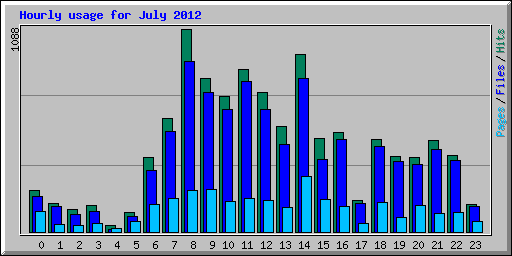 Hourly usage for July 2012
1088
Pages/Files/Hits
0 1 2 3 4 5 6 7 8 9 10 11 12 13 14 15 16 17 18 19 20 21 22 23